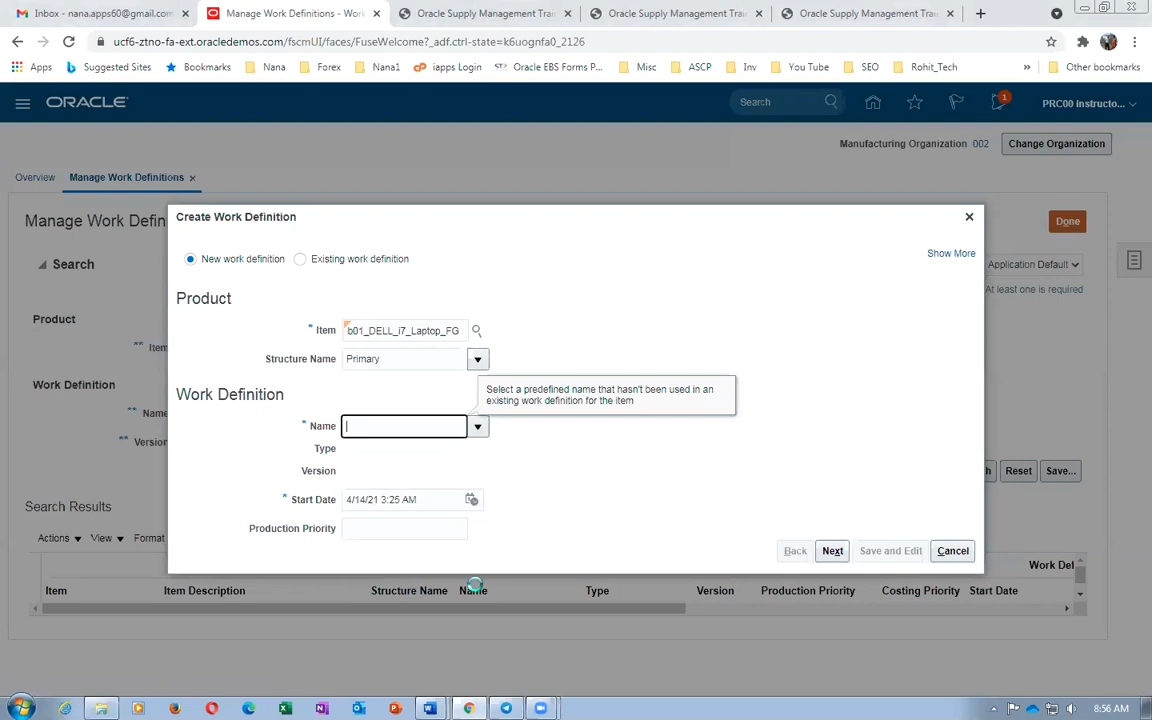 Inbox - nana.apps60@gmail.com
Manage Work Definitions - Work
Oracle Supply Management Trai
Oracle Supply Management Trai
Oracle Supply Management Trai
ucf6-ztno-fa-ext.oracledemos.com/fscmUI/faces/FuseWelcome?_adf.ctrl-state=k6uognfa0_2126
Apps Suggested Sites Bookmarks Nana Forex Nana1 iapps Login Oracle EBS Forms P... Misc ASCP Inv You Tube SEO Rohit_Tech » Other bookmarks
ORACLE Search 1 PRC00 Instructo...
Manufacturing Organization 002 Change Organization
Overview Manage Work Definitions ×
Manage Work Defin Done
Search Application Default
At least one is required
Product
** Item
Work Definition
** Name
** Version
h Reset Save...
Search Results
Actions View Format
Work Def
Item Item Description Structure Name Name Type Version Production Priority Costing Priority Start Date
Create Work Definition
New work definition Existing work definition Show More
Product
* Item b01_DELL_i7_Laptop_FG
Structure Name Primary
Select a predefined name that hasn't been used in an
existing work definition for the item
Work Definition
* Name
Type
Version
* Start Date 4/14/21 3:25 AM
Production Priority
Back Next Save and Edit Cancel
8:56 AM